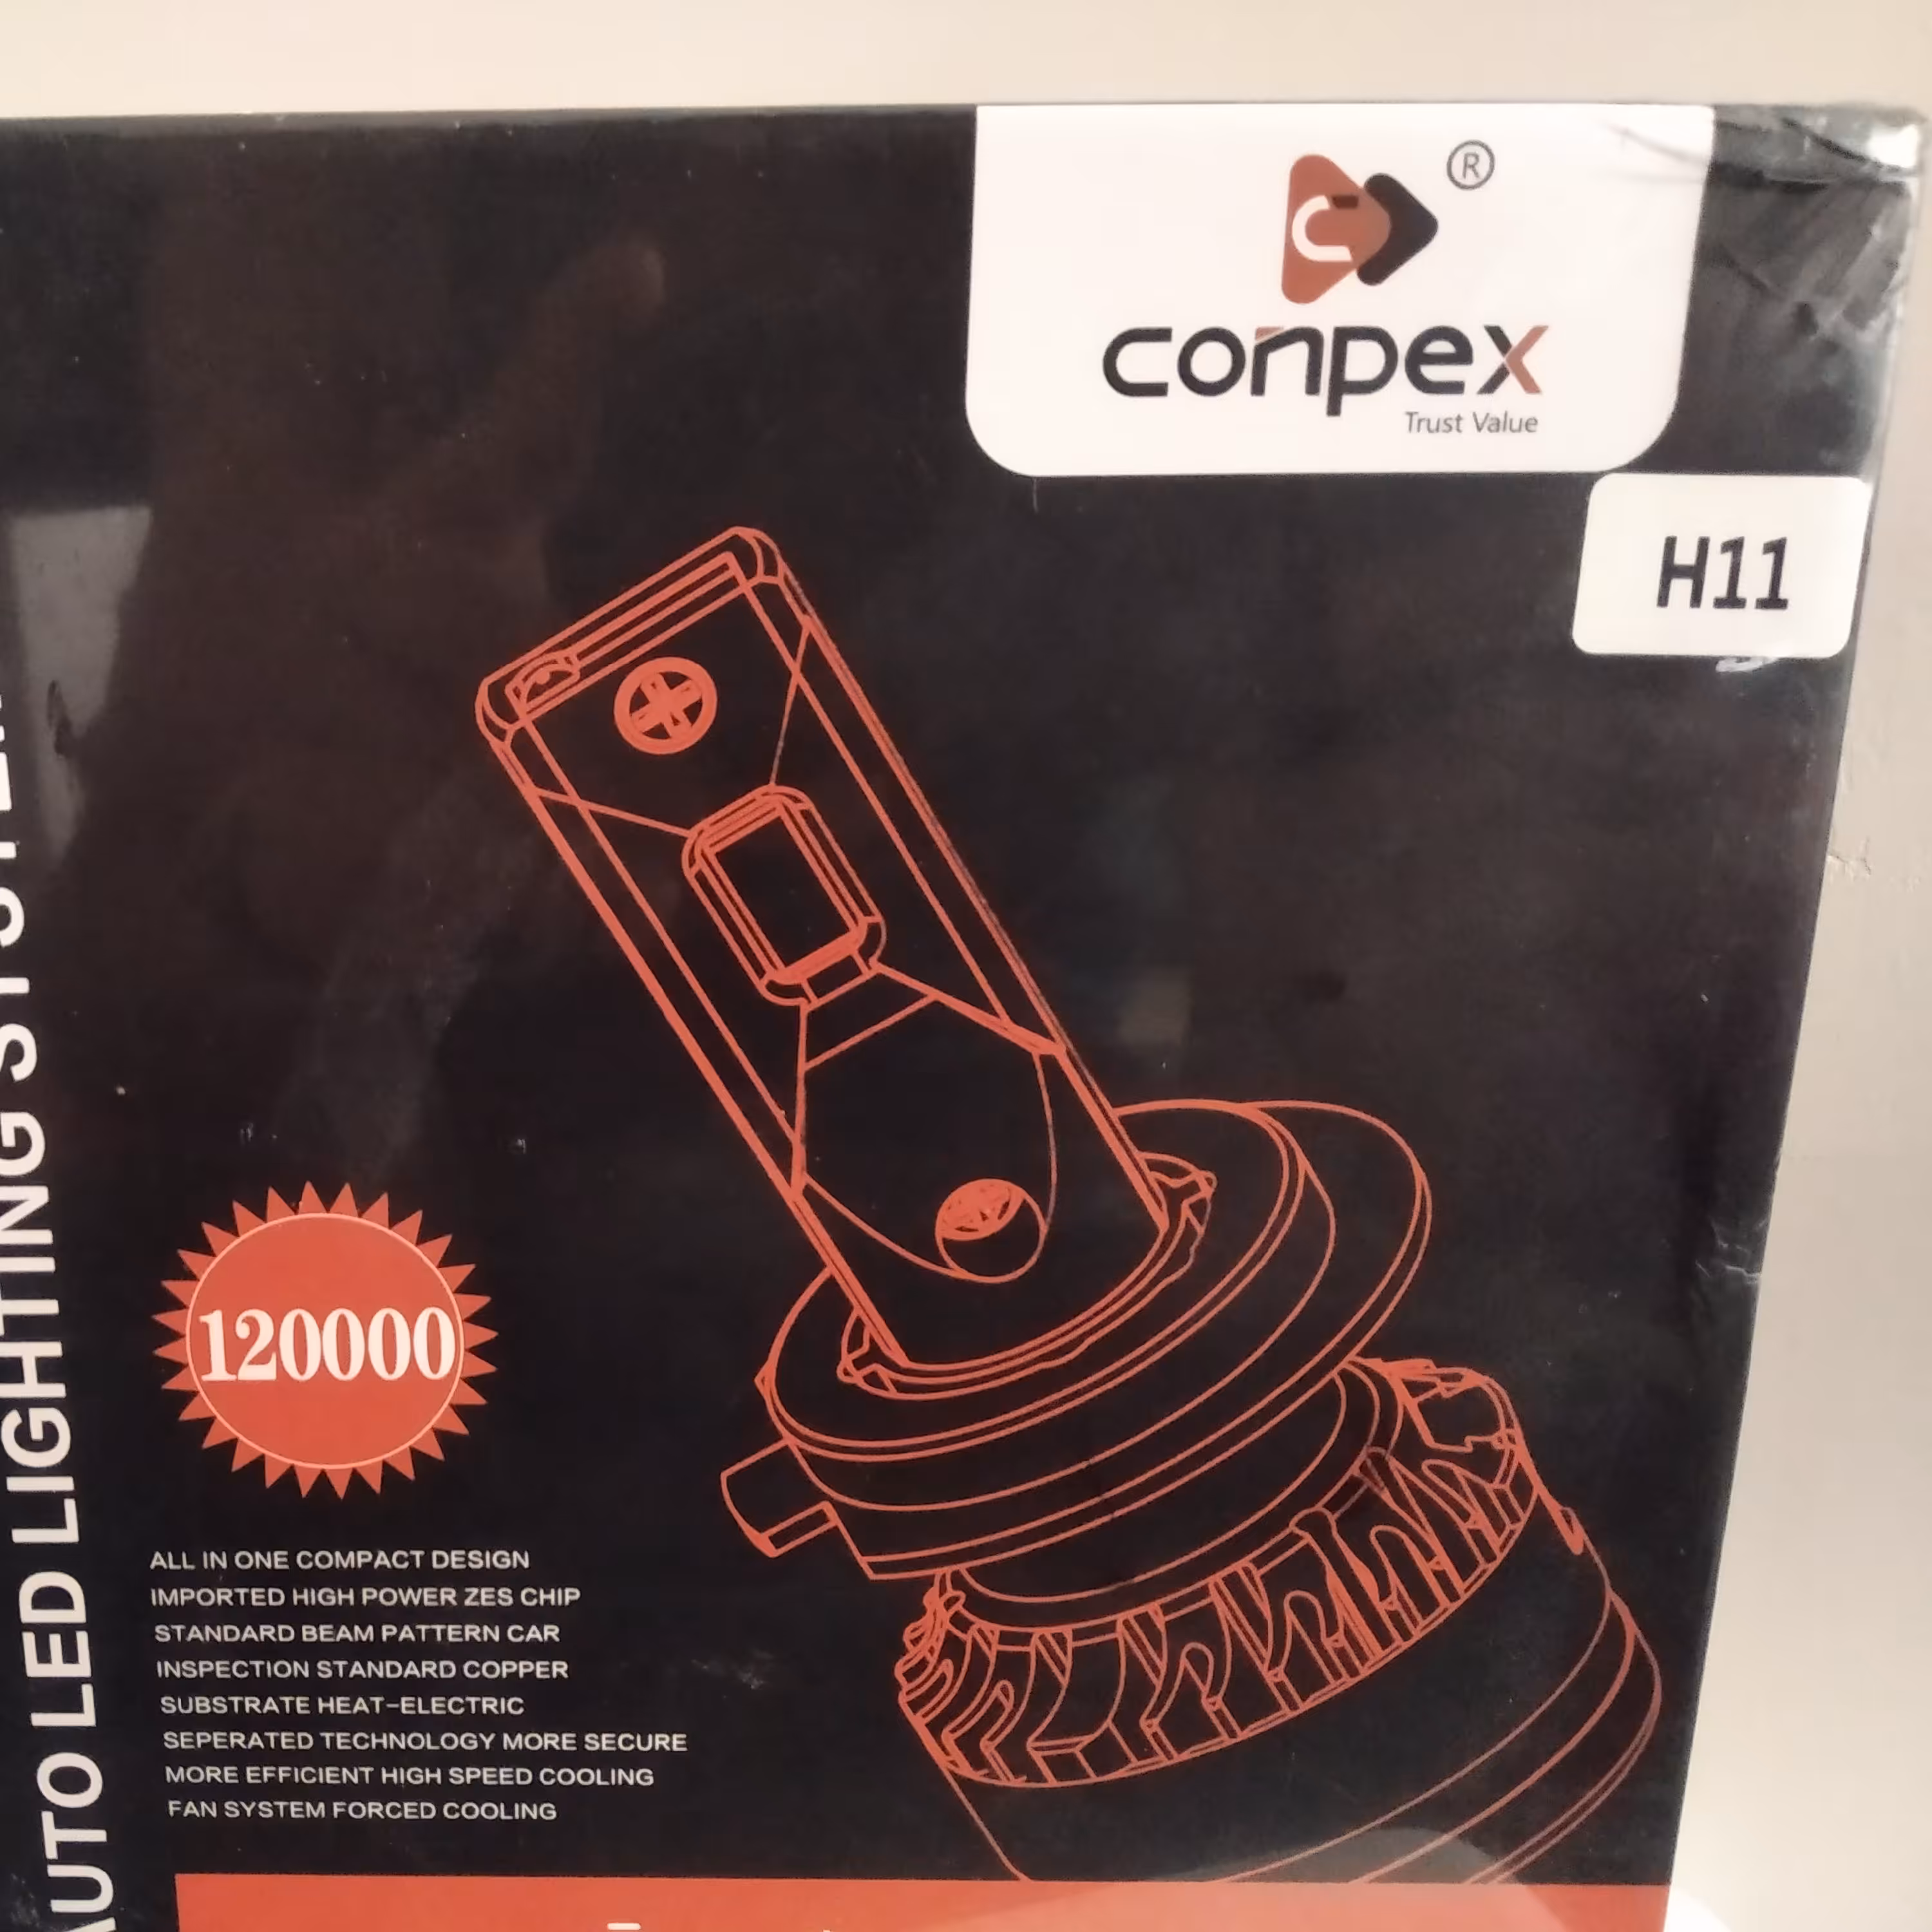 ®
conpex
Trust Value
H11
AUTO LED LIGHTING SYSTEM
120000
ALL IN ONE COMPACT DESIGN
IMPORTED HIGH POWER ZES CHIP
STANDARD BEAM PATTERN CAR
INSPECTION STANDARD COPPER
SUBSTRATE HEAT-ELECTRIC
SEPERATED TECHNOLOGY MORE SECURE
MORE EFFICIENT HIGH SPEED COOLING
FAN SYSTEM FORCED COOLING